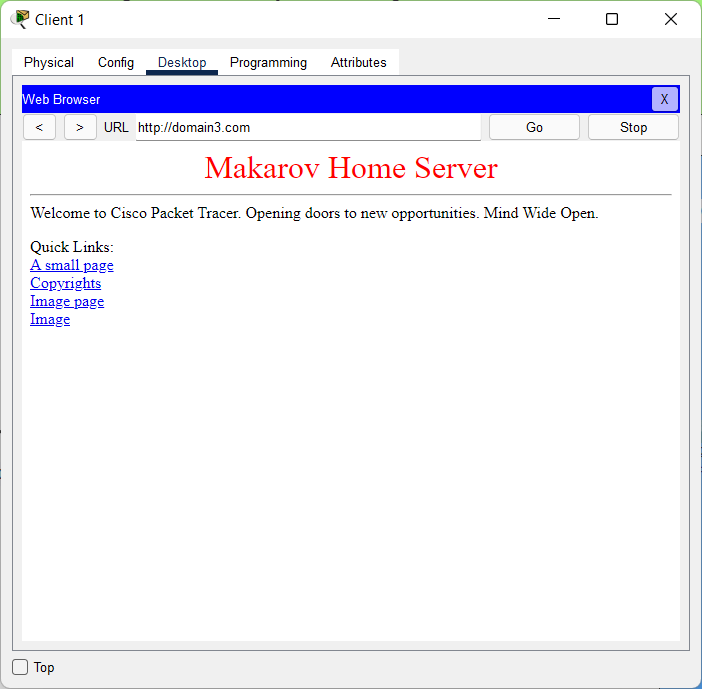 Client 1
Physical Config Desktop Programming Attributes
Web Browser X
< > URL http://domain3.com Go Stop
Makarov Home Server
Welcome to Cisco Packet Tracer. Opening doors to new opportunities. Mind Wide Open.
Quick Links:
A small page
Copyrights
Image page
Image
Top